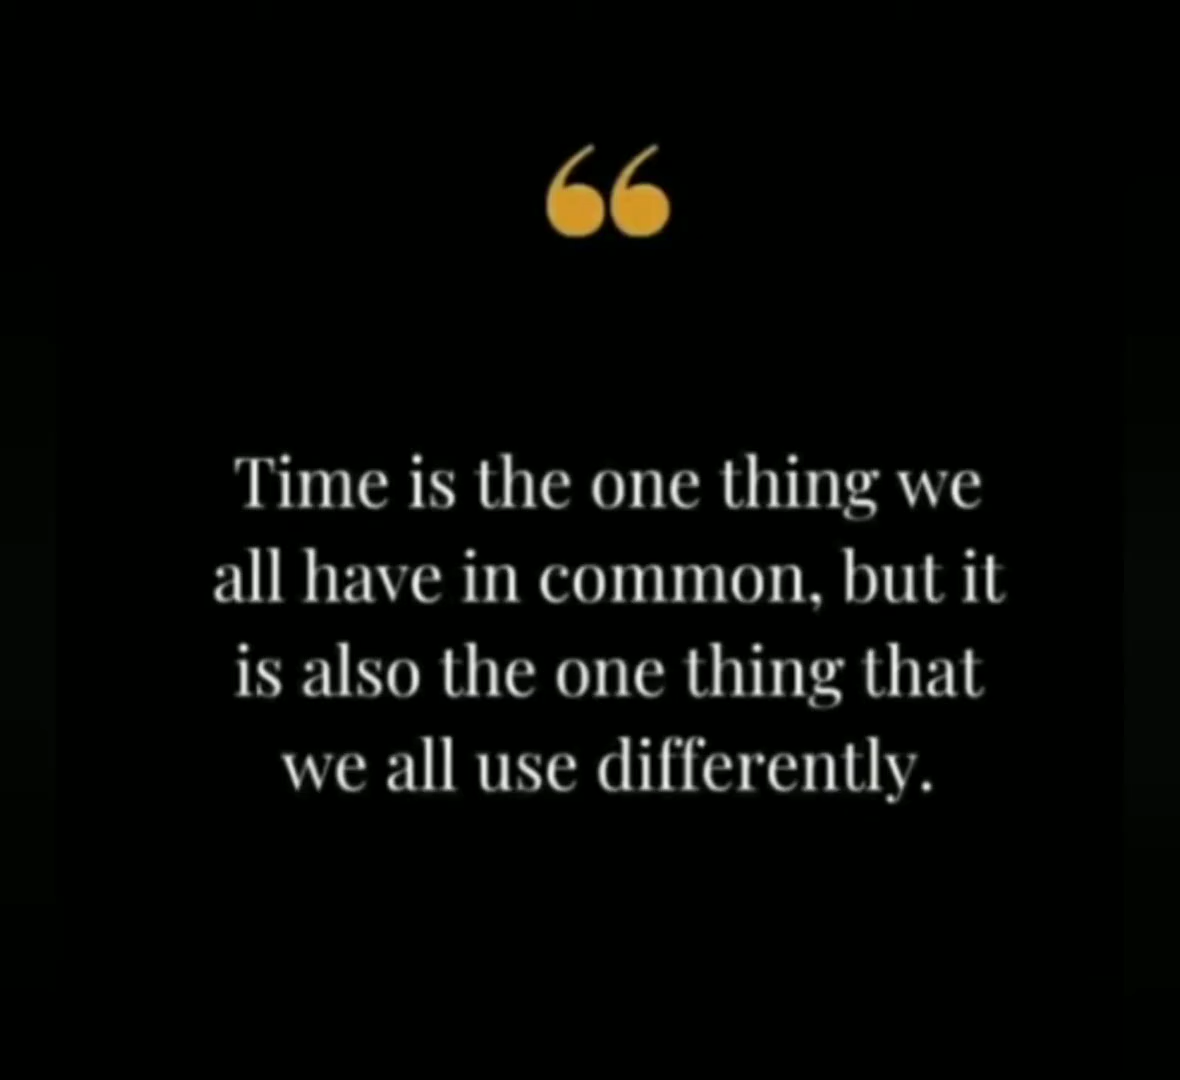 “
Time is the one thing we
all have in common, but it
is also the one thing that
we all use differently.